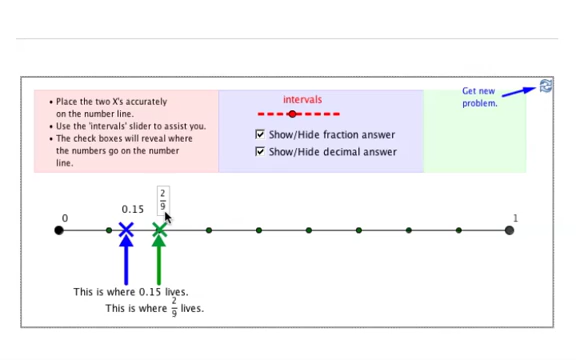 • Place the two X's accurately
on the number line.
• Use the 'intervals' slider to assist you.
• The check boxes will reveal where
the numbers go on the number
line.
intervals
Show/Hide fraction answer
Show/Hide decimal answer
Get new
problem.
0.15
2
9
0
1
This is where 0.15 lives.
This is where 2/9 lives.